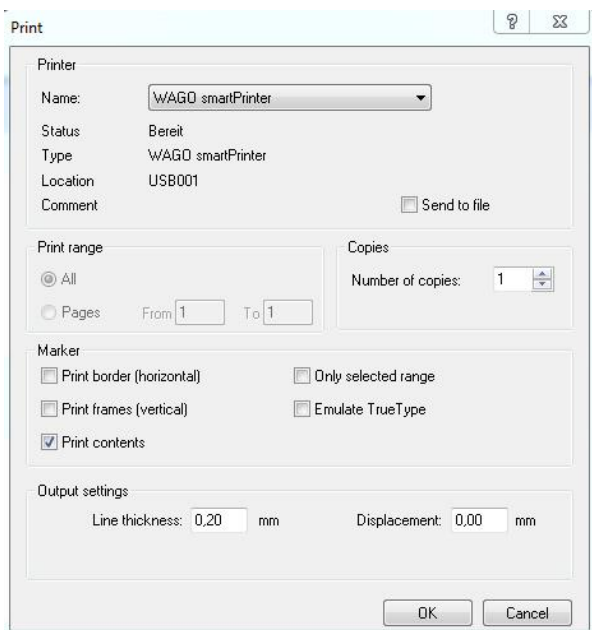 Print
Printer
Name: WAGO smartPrinter
Status Bereit
Type WAGO smartPrinter
Location USB001
Comment Send to file
Print range
All
Pages From 1 To 1
Copies
Number of copies: 1
Marker
Print border (horizontal) Only selected range
Print frames (vertical) Emulate TrueType
Print contents
Output settings
Line thickness: 0,20 mm Displacement: 0,00 mm
OK Cancel